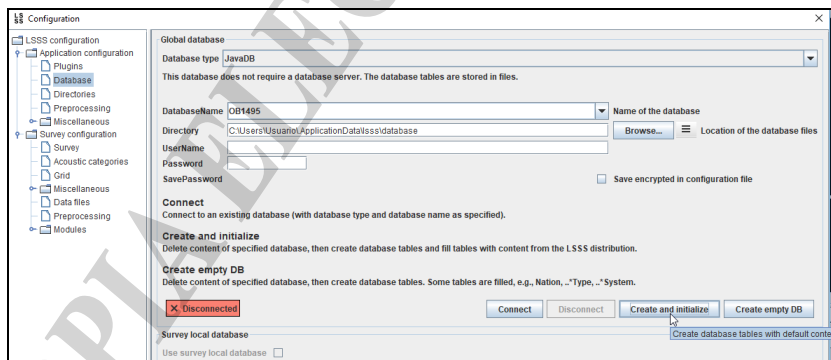 LSSS Configuration
LSSS configuration
Application configuration
Plugins
Database
Directories
Preprocessing
Miscellaneous
Survey configuration
Survey
Acoustic categories
Grid
Miscellaneous
Data files
Preprocessing
Modules
Global database
Database type JavaDB
This database does not require a database server. The database tables are stored in files.
DatabaseName OB1495 Name of the database
Directory C:\Users\Usuario\ApplicationData\lsss\database Browse... Location of the database files
UserName
Password
SavePassword Save encrypted in configuration file
Connect
Connect to an existing database (with database type and database name as specified).
Create and initialize
Delete content of specified database, then create database tables and fill tables with content from the LSSS distribution.
Create empty DB
Delete content of specified database, then create database tables. Some tables are filled, e.g., Nation, ..*Type, ..*System.
Disconnected Connect Disconnect Create and initialize Create empty DB
Create database tables with default conte
Survey local database
Use survey local database
PIA ELEC